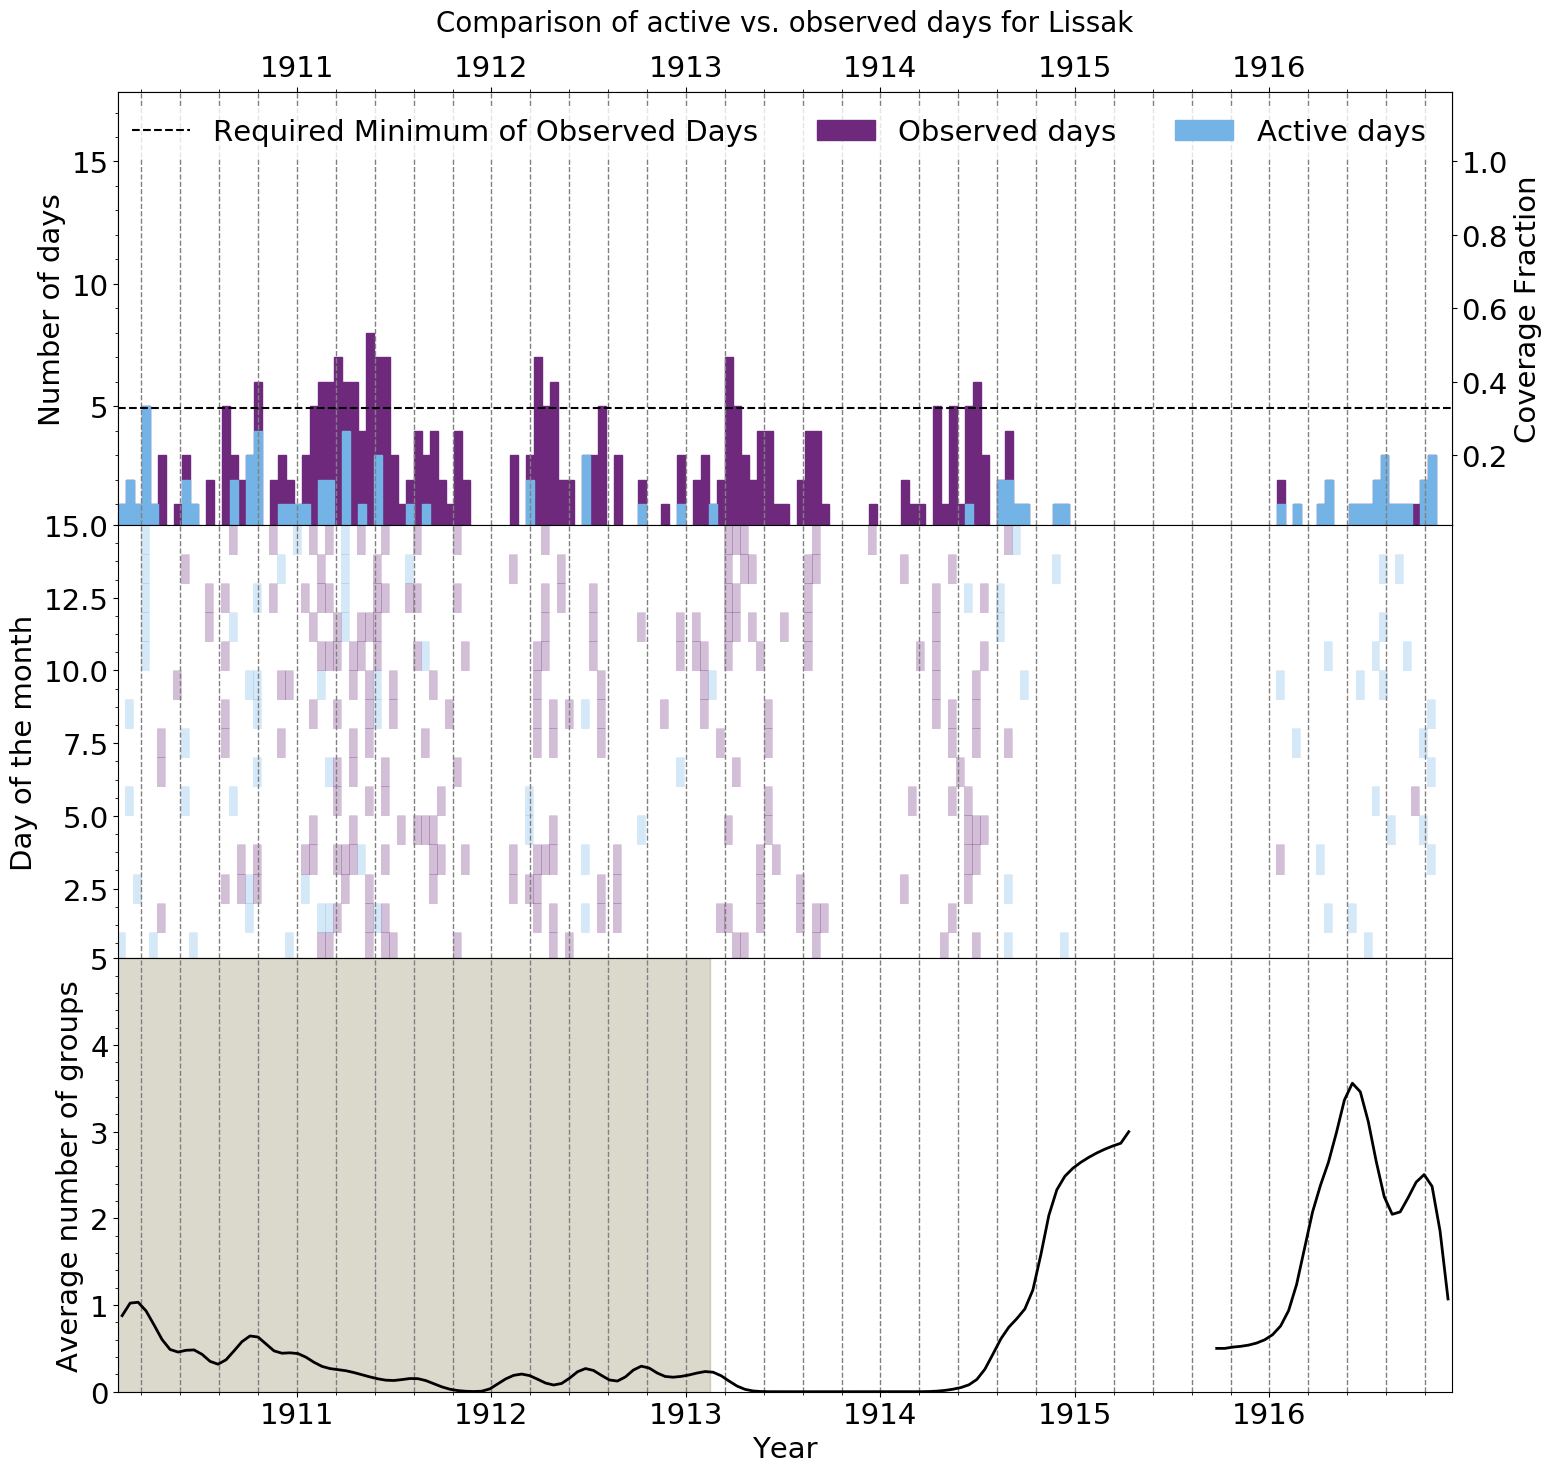 Comparison of active vs. observed days for Lissak
1911 1912 1913 1914 1915 1916
Required Minimum of Observed Days Observed days Active days
Number of days
15
10
5
Coverage Fraction
1.0
0.8
0.6
0.4
0.2
Day of the month
15.0
12.5
10.0
7.5
5.0
2.5
Average number of groups
5
4
3
2
1
0
1911 1912 1913 1914 1915 1916
Year